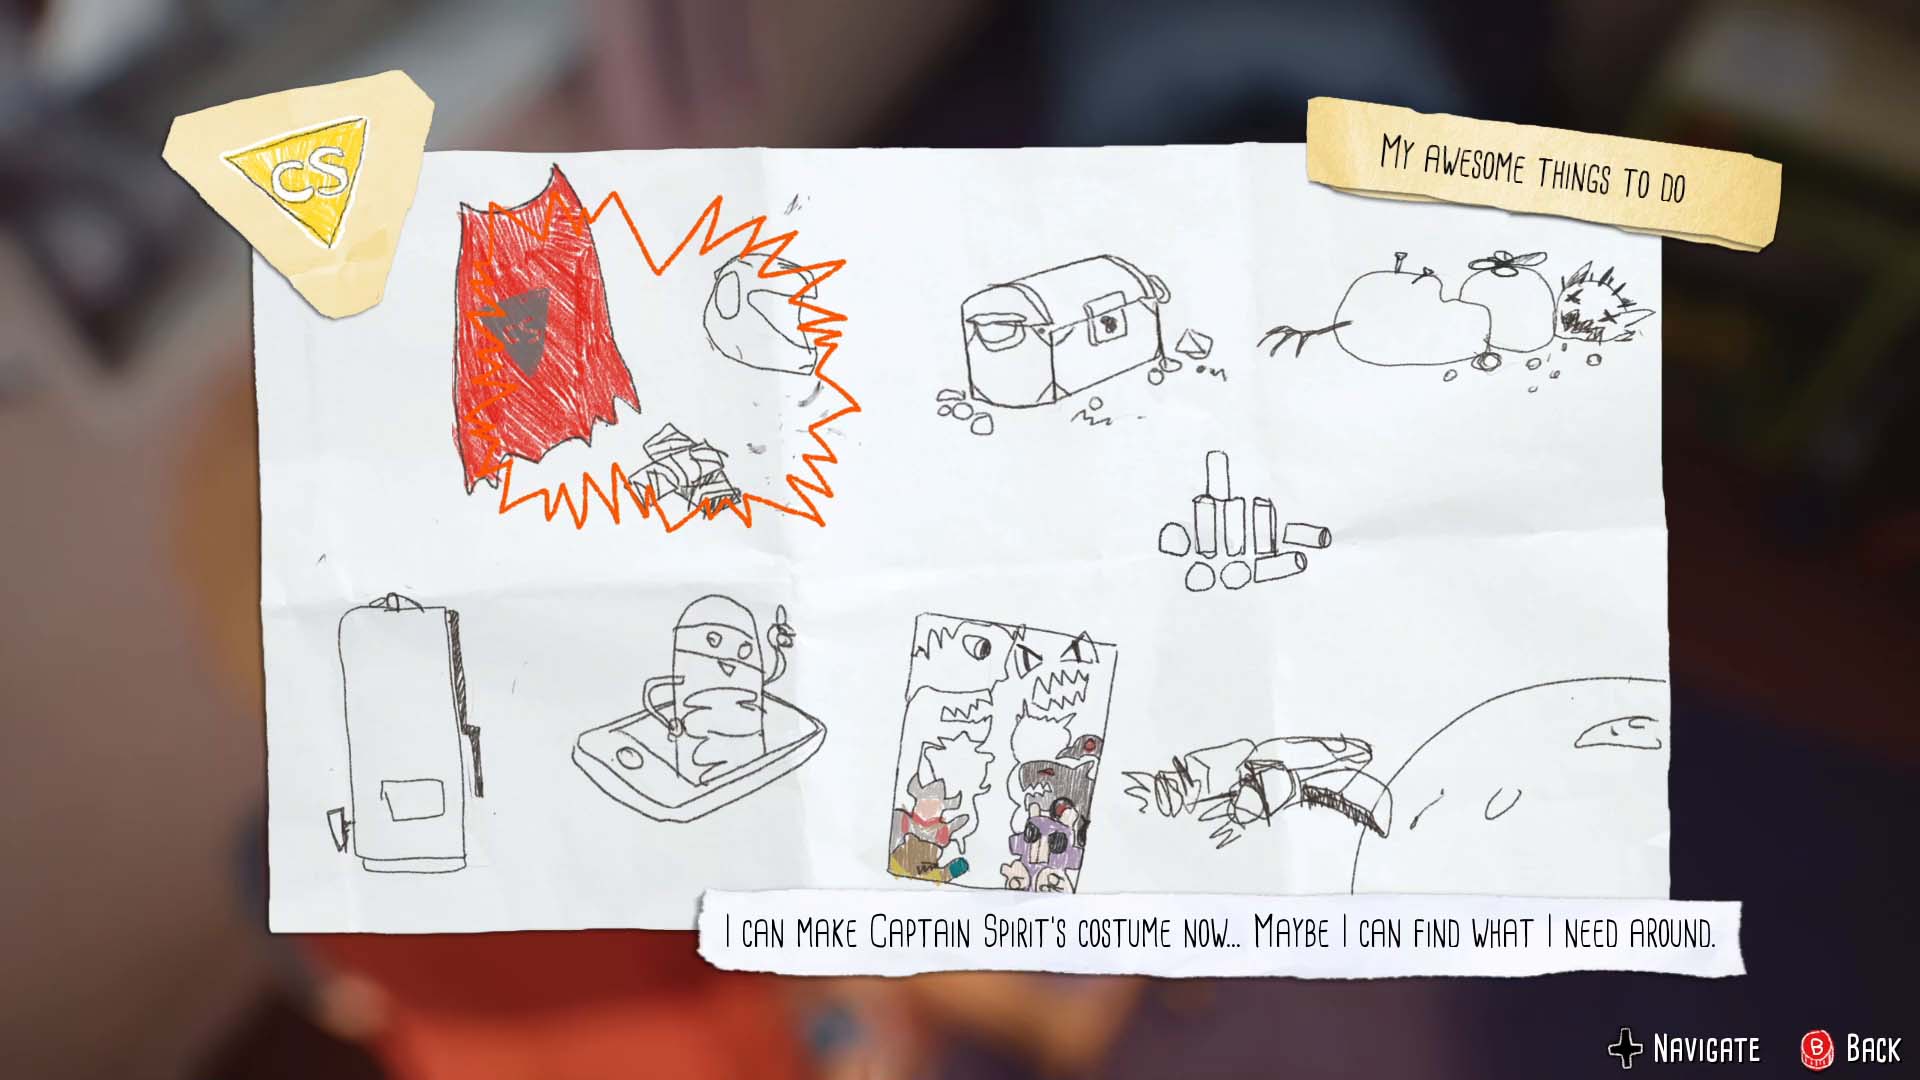 CS
MY AWESOME THINGS TO DO
CS
I CAN MAKE CAPTAIN SPIRIT'S COSTUME NOW... MAYBE I CAN FIND WHAT I NEED AROUND.
NAVIGATE
B BACK